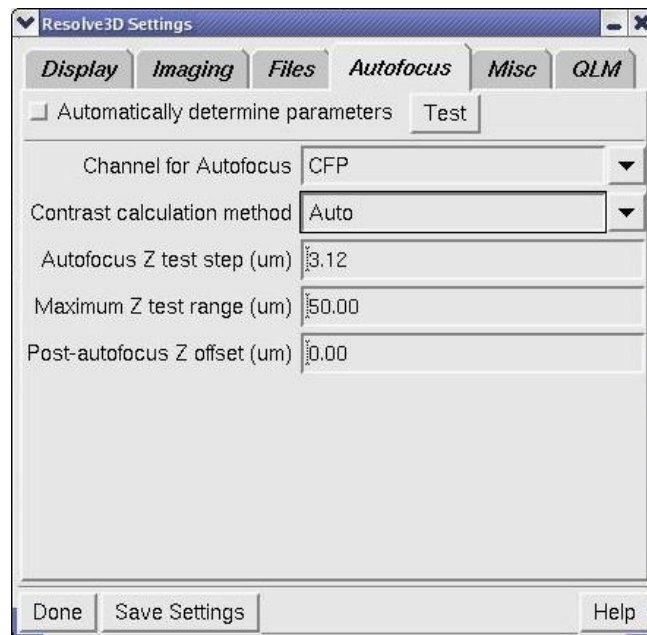 Resolve3D Settings
Display Imaging Files Autofocus Misc QLM
Automatically determine parameters Test
Channel for Autofocus CFP
Contrast calculation method Auto
Autofocus Z test step (um) 3.12
Maximum Z test range (um) 50.00
Post-autofocus Z offset (um) 0.00
Done Save Settings Help